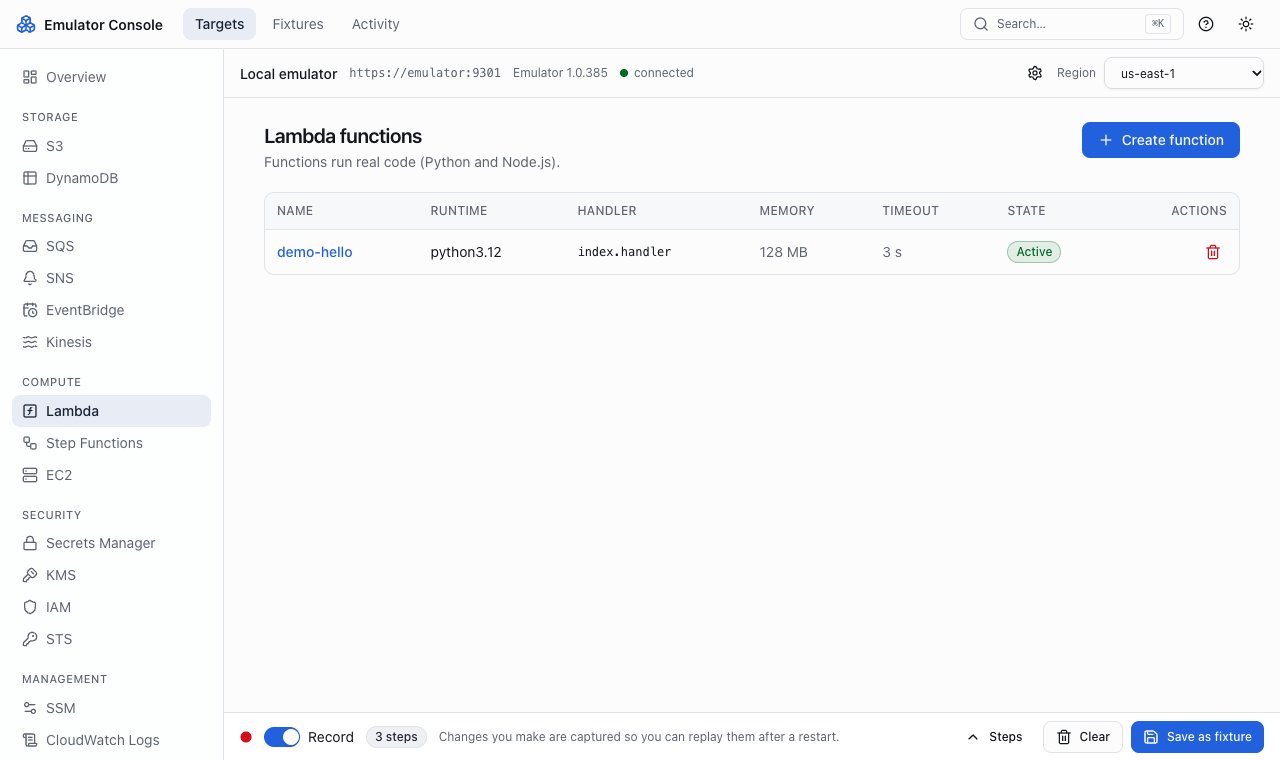 Emulator Console
Targets
Fixtures
Activity
Search...
⌘K
Overview
STORAGE
S3
DynamoDB
MESSAGING
SQS
SNS
EventBridge
Kinesis
COMPUTE
Lambda
Step Functions
EC2
SECURITY
Secrets Manager
KMS
IAM
STS
MANAGEMENT
SSM
CloudWatch Logs
Local emulator https://emulator:9301 Emulator 1.0.385 connected Region us-east-1
Lambda functions
Functions run real code (Python and Node.js).
Create function
NAME RUNTIME HANDLER MEMORY TIMEOUT STATE ACTIONS
demo-hello python3.12 index.handler 128 MB 3 s Active
Record 3 steps Changes you make are captured so you can replay them after a restart. Steps Clear Save as fixture